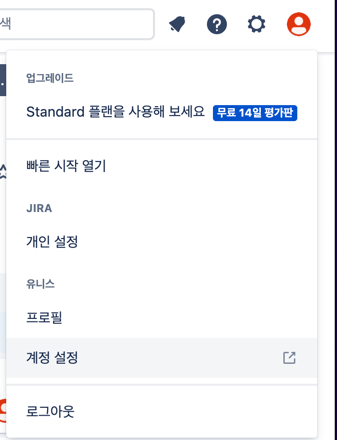 색
업그레이드
Standard 플랜을 사용해 보세요 무료 14일 평가판
빠른 시작 열기
JIRA
개인 설정
유니스
프로필
계정 설정
로그아웃